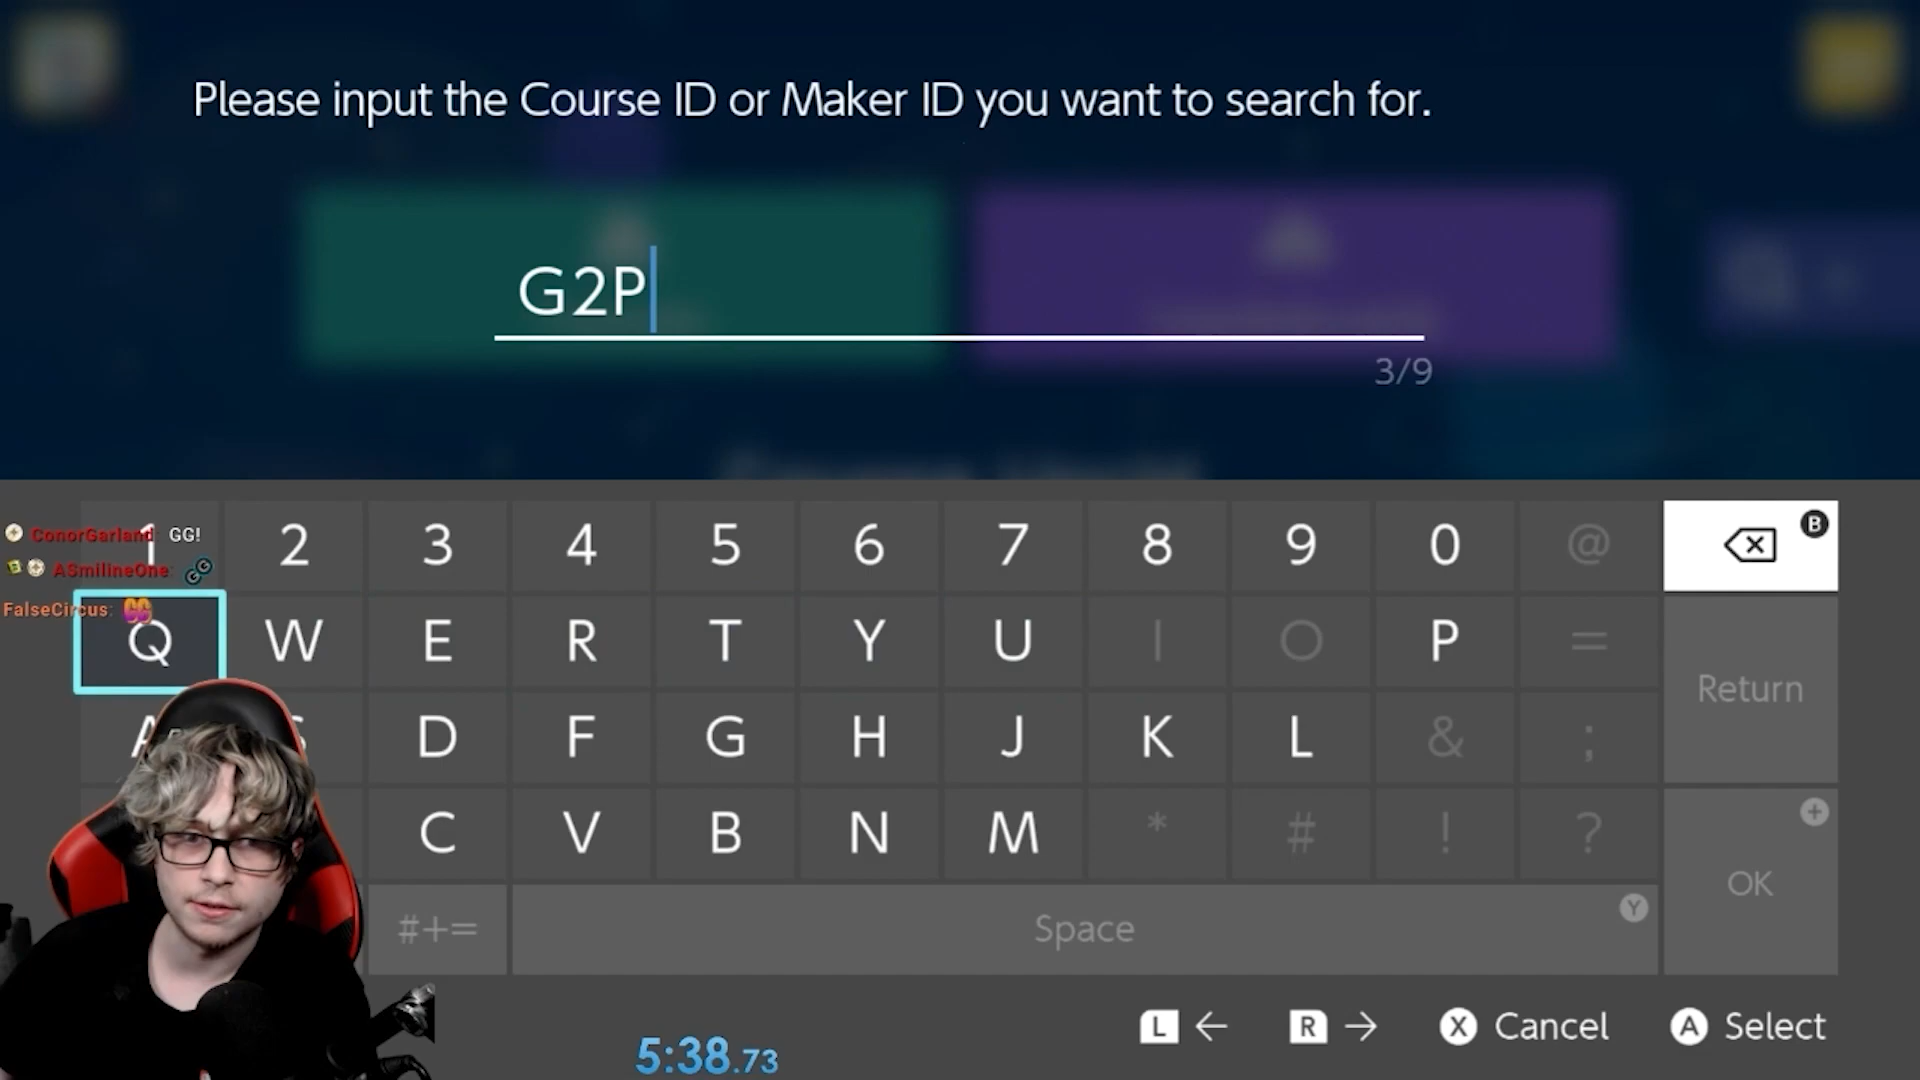 Please input the Course ID or Maker ID you want to search for.
G2P
3/9
1 2 3 4 5 6 7 8 9 0 @ B
ConorGarland: GG!
ASmilineOne:
FalseCircus: GG
Q W E R T Y U I O P =
Return
A S D F G H J K L & ;
C V B N M * # ! ?
OK
#+= Space Y
L ← R → X Cancel A Select
5:38.73